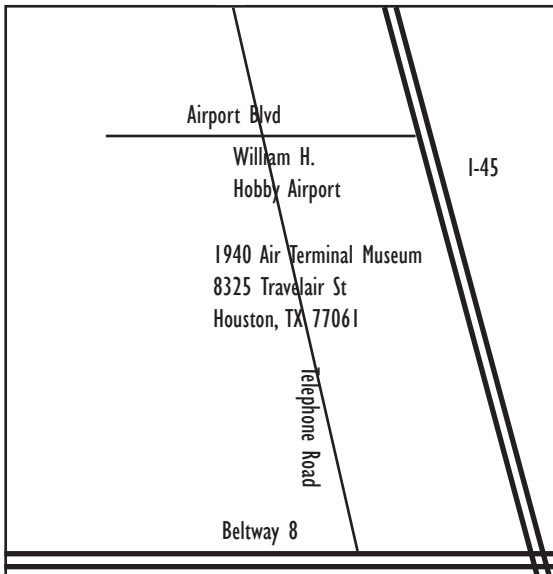 Airport Blvd
William H.
Hobby Airport
I-45
1940 Air Terminal Museum
8325 Travelair St
Houston, TX 77061
Telephone Road
Beltway 8